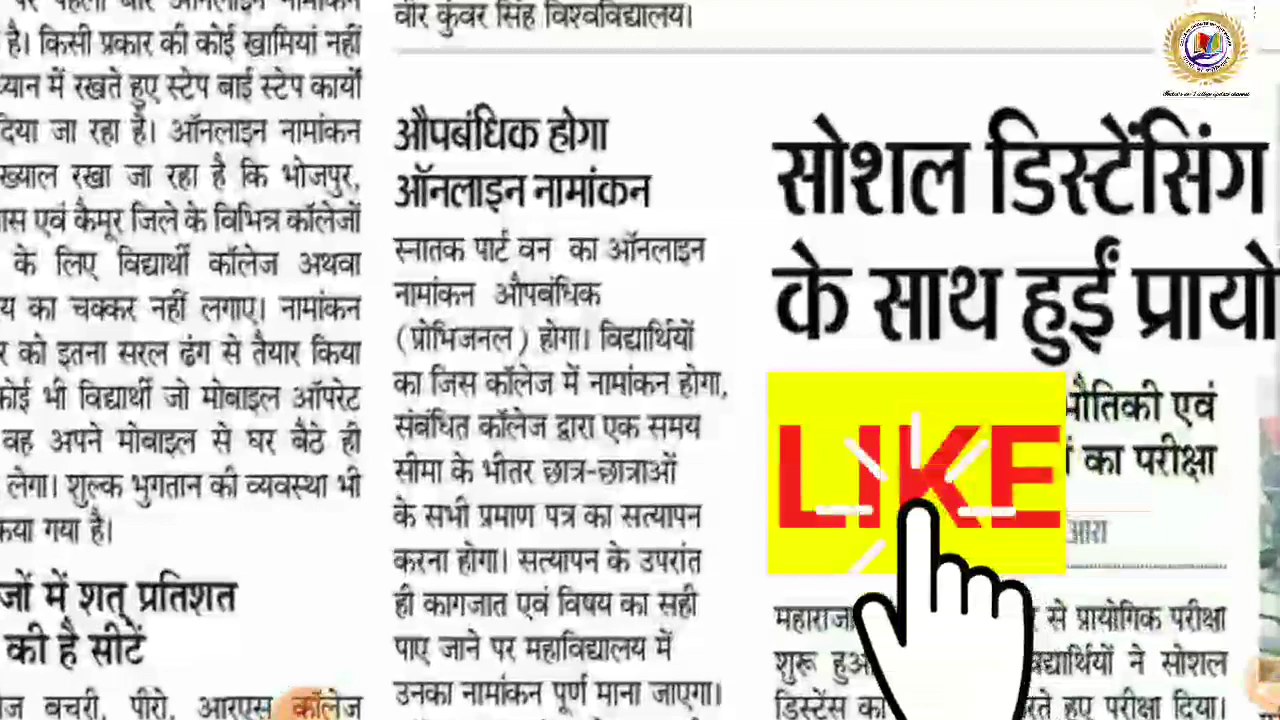 है। किसी प्रकार की कोई खामियां नहीं
में रखते हुए स्टेप बाई स्टेप कार्यो
दिया जा रहा है। ऑनलाइन नामांकन
ख्याल रखा जा रहा है कि भोजपुर,
एवं कैमूर जिले के विभिन्न कॉलेजों
के लिए विद्यार्थी कॉलेज अथवा
का चक्कर नहीं लगाए। नामांकन
को इतना सरल ढंग से तैयार किया
कोई भी विद्यार्थी जो मोबाइल ऑपरेट
वह अपने मोबाइल से घर बैठे ही
लेगा। शुल्क भुगतान की व्यवस्था भी
गया है।
में शत् प्रतिशत
की है सीटें
बचरी, पीरो, आरएस कॉलेज
वीर कुंवर सिंह विश्वविद्यालय।
औपबंधिक होगा
ऑनलाइन नामांकन
स्नातक पार्ट वन का ऑनलाइन
नामांकन औपबंधिक
(प्रोभिजनल) होगा। विद्यार्थियों
का जिस कॉलेज में नामांकन होगा,
संबंधित कॉलेज द्वारा एक समय
सीमा के भीतर छात्र-छात्राओं
के सभी प्रमाण पत्र का सत्यापन
करना होगा। सत्यापन के उपरांत
ही कागजात एवं विषय का सही
पाए जाने पर महाविद्यालय में
उनका नामांकन पूर्ण माना जाएगा।
सोशल डिस्टेंसिंग
के साथ हुईं
भौतिकी एवं
का परीक्षा
LIKE
आरा
से प्रायोगिक परीक्षा
शुरू
ने सोशल
डिस्टेंस का
हुए परीक्षा दिया।